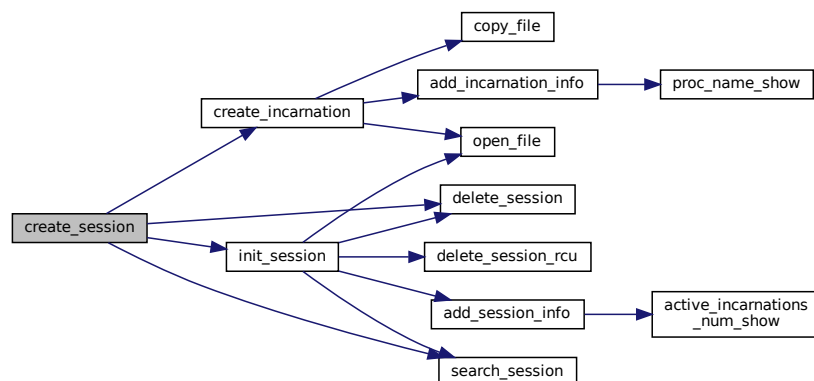 copy_file
add_incarnation_info
proc_name_show
create_incarnation
open_file
delete_session
create_session
init_session
delete_session_rcu
add_session_info
active_incarnations
_num_show
search_session